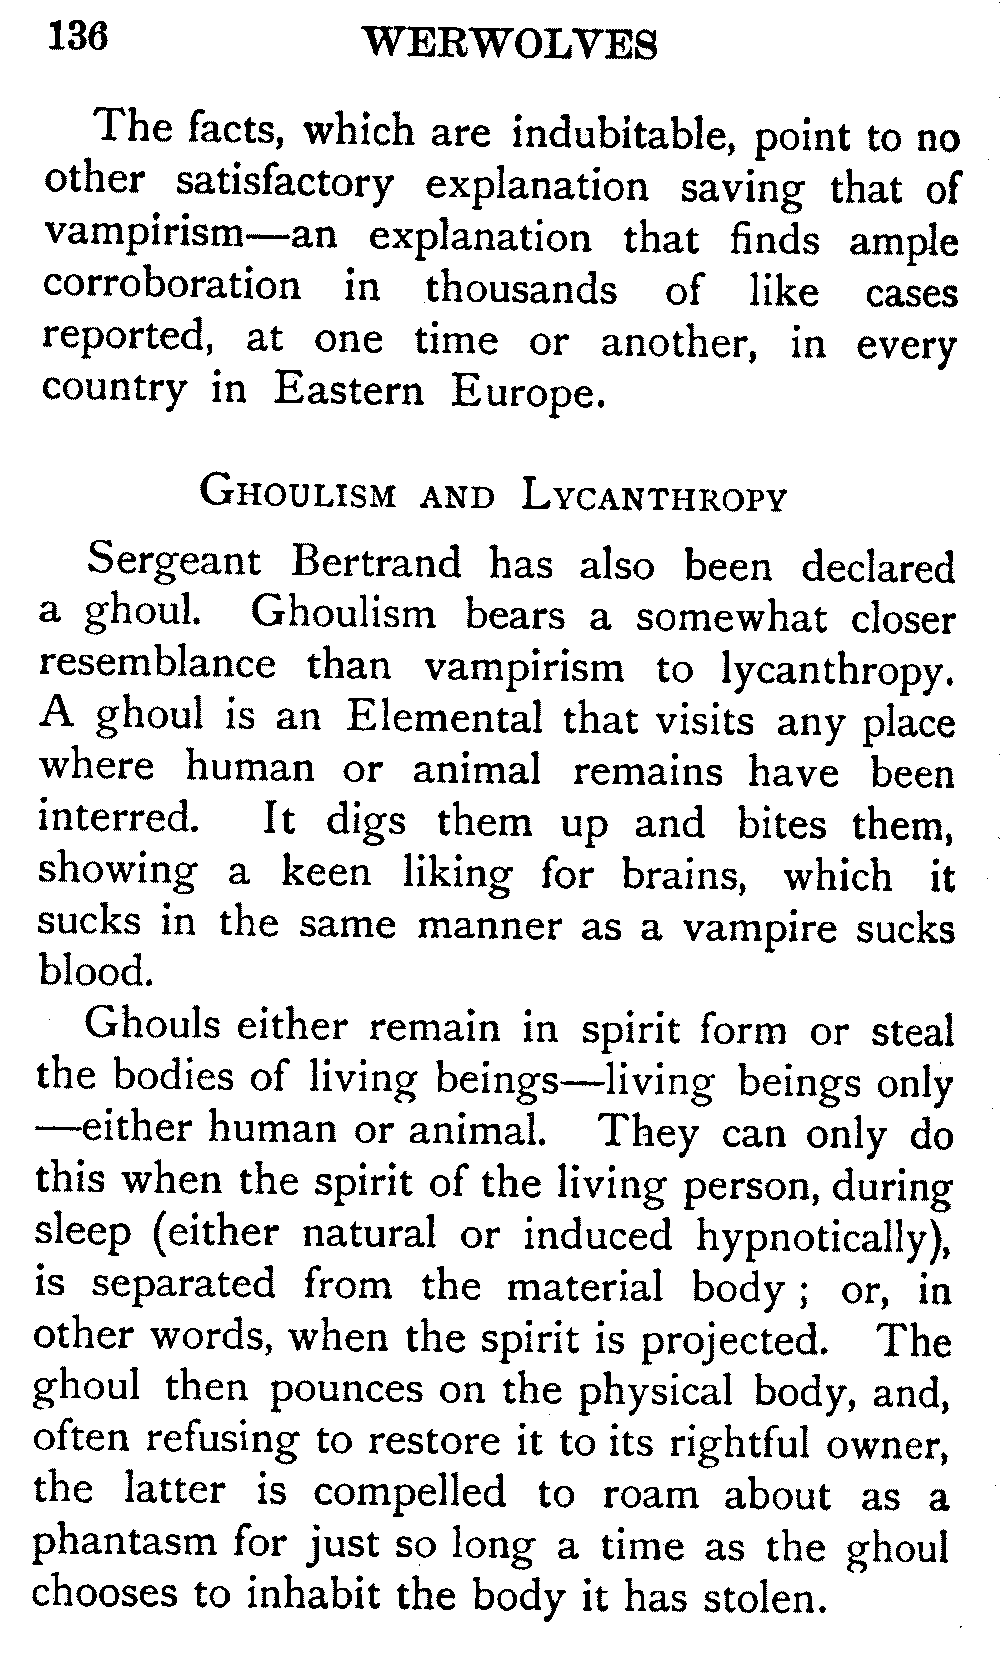 136 WERWOLVES
The facts, which are indubitable, point to no
other satisfactory explanation saving that of
vampirism—an explanation that finds ample
corroboration in thousands of like cases
reported, at one time or another, in every
country in Eastern Europe.
GHOULISM AND LYCANTHROPY
Sergeant Bertrand has also been declared
a ghoul. Ghoulism bears a somewhat closer
resemblance than vampirism to lycanthropy.
A ghoul is an Elemental that visits any place
where human or animal remains have been
interred. It digs them up and bites them,
showing a keen liking for brains, which it
sucks in the same manner as a vampire sucks
blood.
Ghouls either remain in spirit form or steal
the bodies of living beings—living beings only
—either human or animal. They can only do
this when the spirit of the living person, during
sleep (either natural or induced hypnotically),
is separated from the material body ; or, in
other words, when the spirit is projected. The
ghoul then pounces on the physical body, and,
often refusing to restore it to its rightful owner,
the latter is compelled to roam about as a
phantasm for just so long a time as the ghoul
chooses to inhabit the body it has stolen.